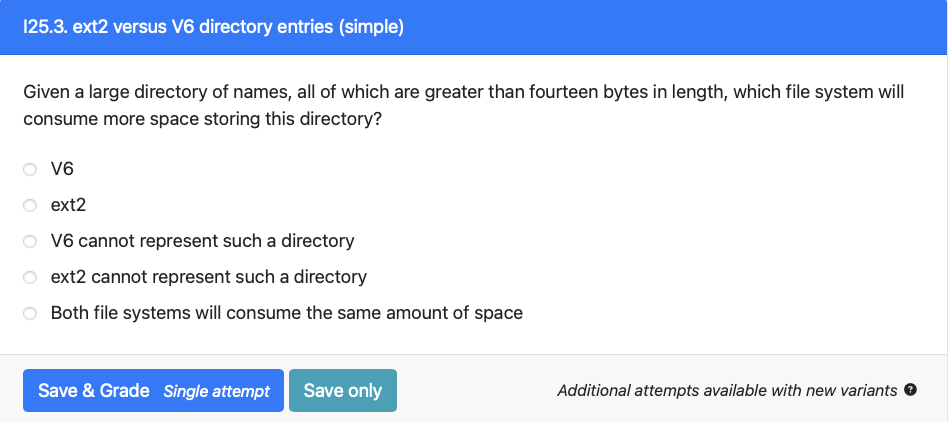 I25.3. ext2 versus V6 directory entries (simple)
Given a large directory of names, all of which are greater than fourteen bytes in length, which file system will
consume more space storing this directory?
V6
ext2
V6 cannot represent such a directory
ext2 cannot represent such a directory
Both file systems will consume the same amount of space
Save & Grade Single attempt Save only Additional attempts available with new variants ?